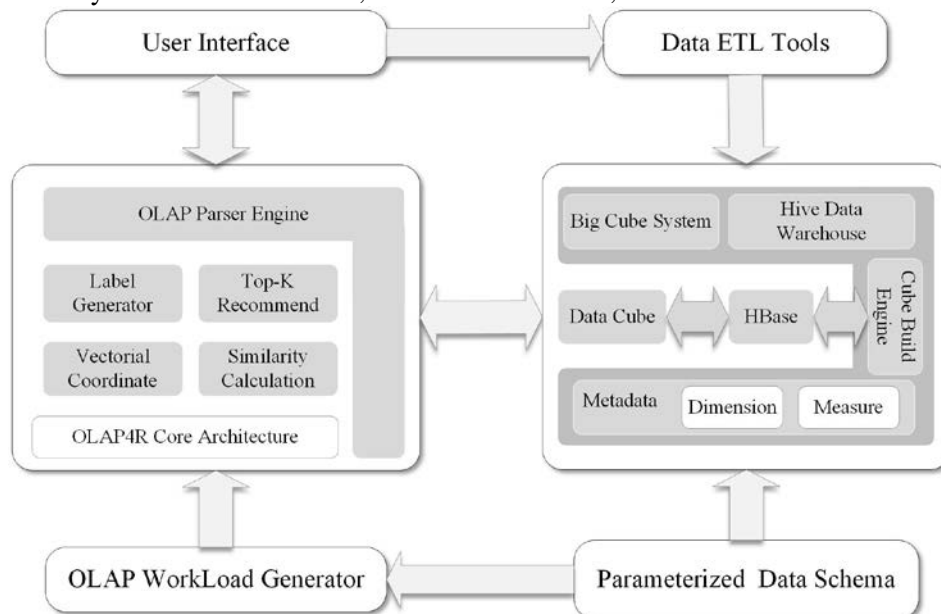 User Interface
Data ETL Tools
OLAP Parser Engine
Label
Generator
Top-K
Recommend
Vectorial
Coordinate
Similarity
Calculation
OLAP4R Core Architecture
Big Cube System
Hive Data
Warehouse
Data Cube
HBase
Cube Build
Engine
Metadata
Dimension
Measure
OLAP WorkLoad Generator
Parameterized Data Schema